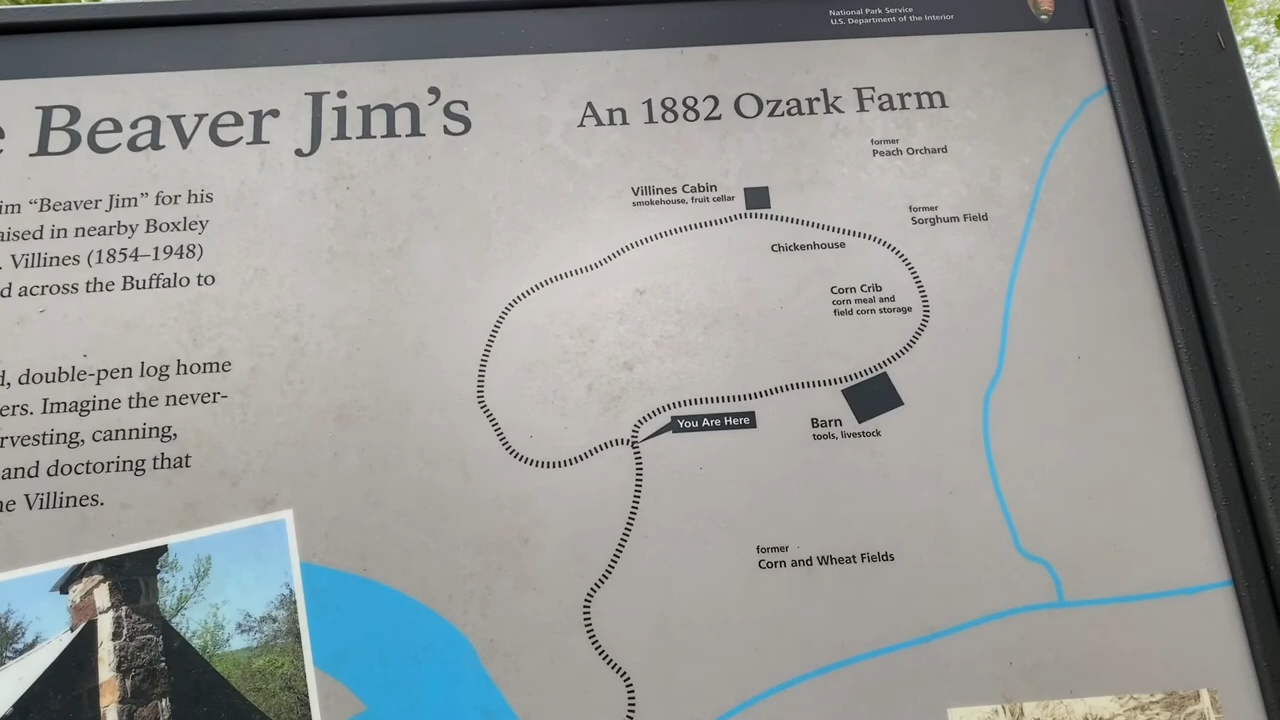 National Park Service
U.S. Department of the Interior
Beaver Jim's
An 1882 Ozark Farm
im “Beaver Jim” for his
aised in nearby Boxley
. Villines (1854–1948)
d across the Buffalo to
d, double-pen log home
ers. Imagine the never-
rvesting, canning,
and doctoring that
he Villines.
former
Peach Orchard
Villines Cabin
smokehouse, fruit cellar
former
Sorghum Field
Chickenhouse
Corn Crib
corn meal and
field corn storage
You Are Here
Barn
tools, livestock
former
Corn and Wheat Fields